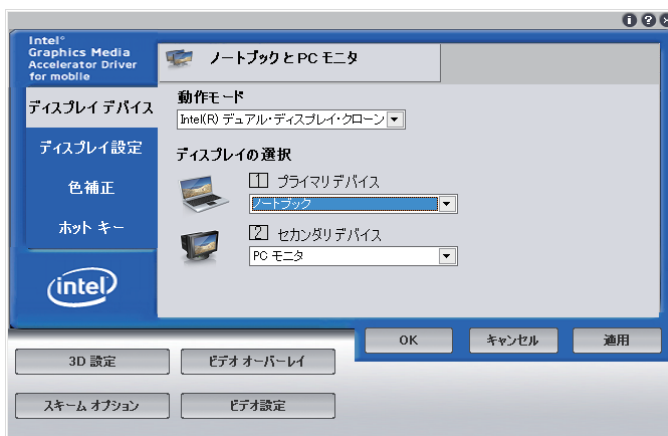 Intel®
Graphics Media
Accelerator Driver
for mobile
ノートブックと PC モニタ
ディスプレイ デバイス
ディスプレイ設定
色補正
ホット キー
intel
動作モード
Intel(R) デュアル・ディスプレイ・クローン
ディスプレイの選択
1 プライマリ デバイス
ノートブック
2 セカンダリ デバイス
PC モニタ
OK
キャンセル
適用
3D 設定
ビデオ オーバーレイ
スキーム オプション
ビデオ設定